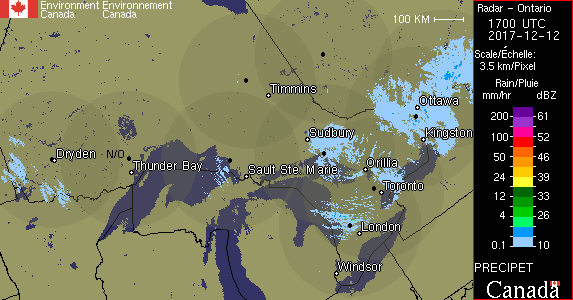 Environment Environnement
Canada Canada
100 KM
Timmins
Ottawa
Sudbury
Kingston
Dryden
N/O
Thunder Bay
Sault Ste. Marie
Orillia
Toronto
London
Windsor
Radar - Ontario
1700 UTC
2017-12-12
Scale/Échelle:
3.5 km/Pixel
Rain/Pluie
mm/hr dBZ
200 61
100 56
100 52
50 46
24 39
12 33
4 26
0.1 10
PRECIPET
Canada